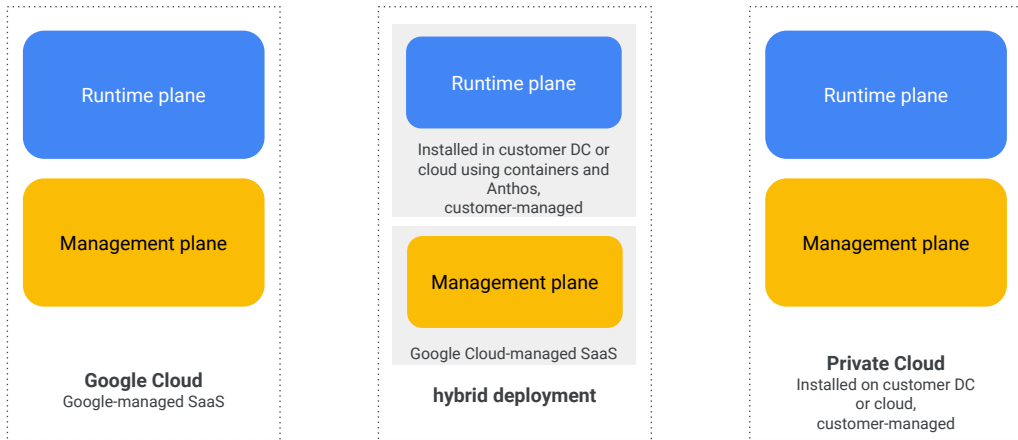 Runtime plane
Management plane
Google Cloud
Google-managed SaaS
Runtime plane
Installed in customer DC or
cloud using containers and
Anthos,
customer-managed
Management plane
Google Cloud-managed SaaS
hybrid deployment
Runtime plane
Management plane
Private Cloud
Installed on customer DC
or cloud,
customer-managed